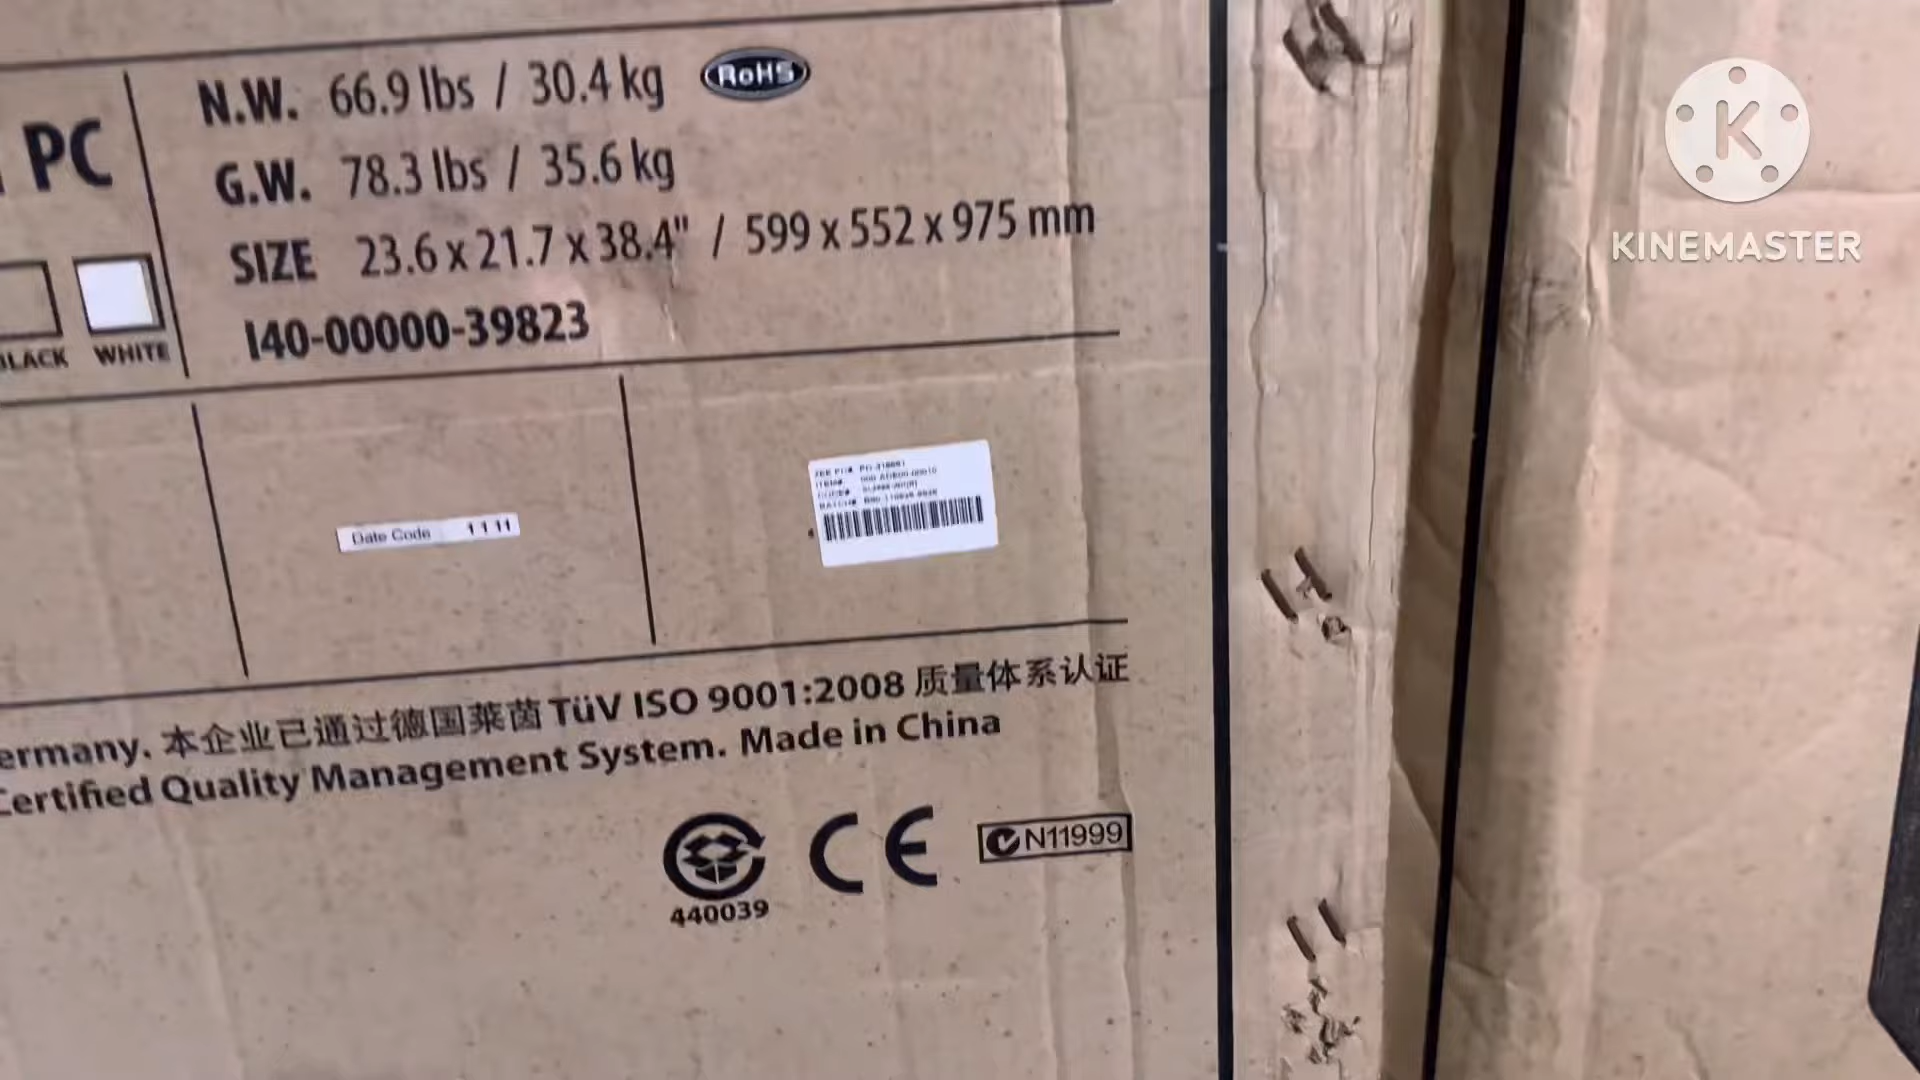 N.W. 66.9 lbs / 30.4 kg RoHS
PC
G.W. 78.3 lbs / 35.6 kg
SIZE 23.6 x 21.7 x 38.4" / 599 x 552 x 975 mm
I40-00000-39823
BLACK WHITE
Date Code 1111
ermany. 本企业已通过德国莱茵 TüV ISO 9001:2008 质量体系认证
Certified Quality Management System. Made in China
CE
N11999
440039
K
KINEMASTER